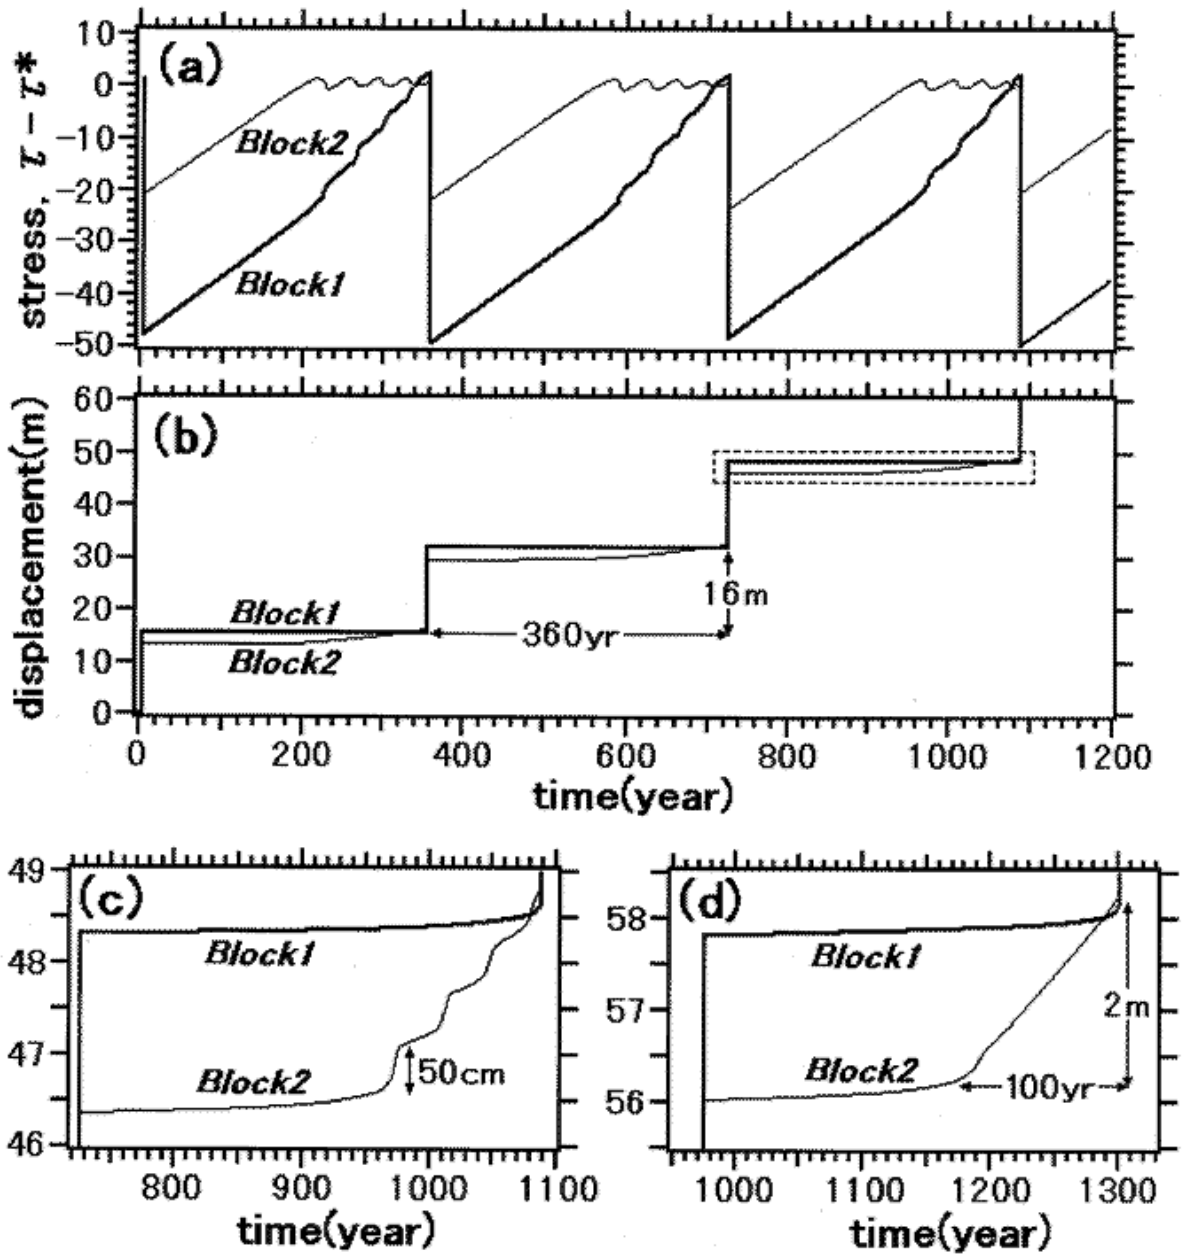 (a)
stress, τ − τ*
10
0
−10
−20
−30
−40
−50
Block2
Block1
(b)
displacement(m)
60
50
40
30
20
10
0
Block1
Block2
360yr
16m
0 200 400 600 800 1000 1200
time(year)
(c)
49
48
47
46
Block1
Block2
50cm
800 900 1000 1100
time(year)
(d)
58
57
56
Block1
Block2
2m
100yr
1000 1100 1200 1300
time(year)